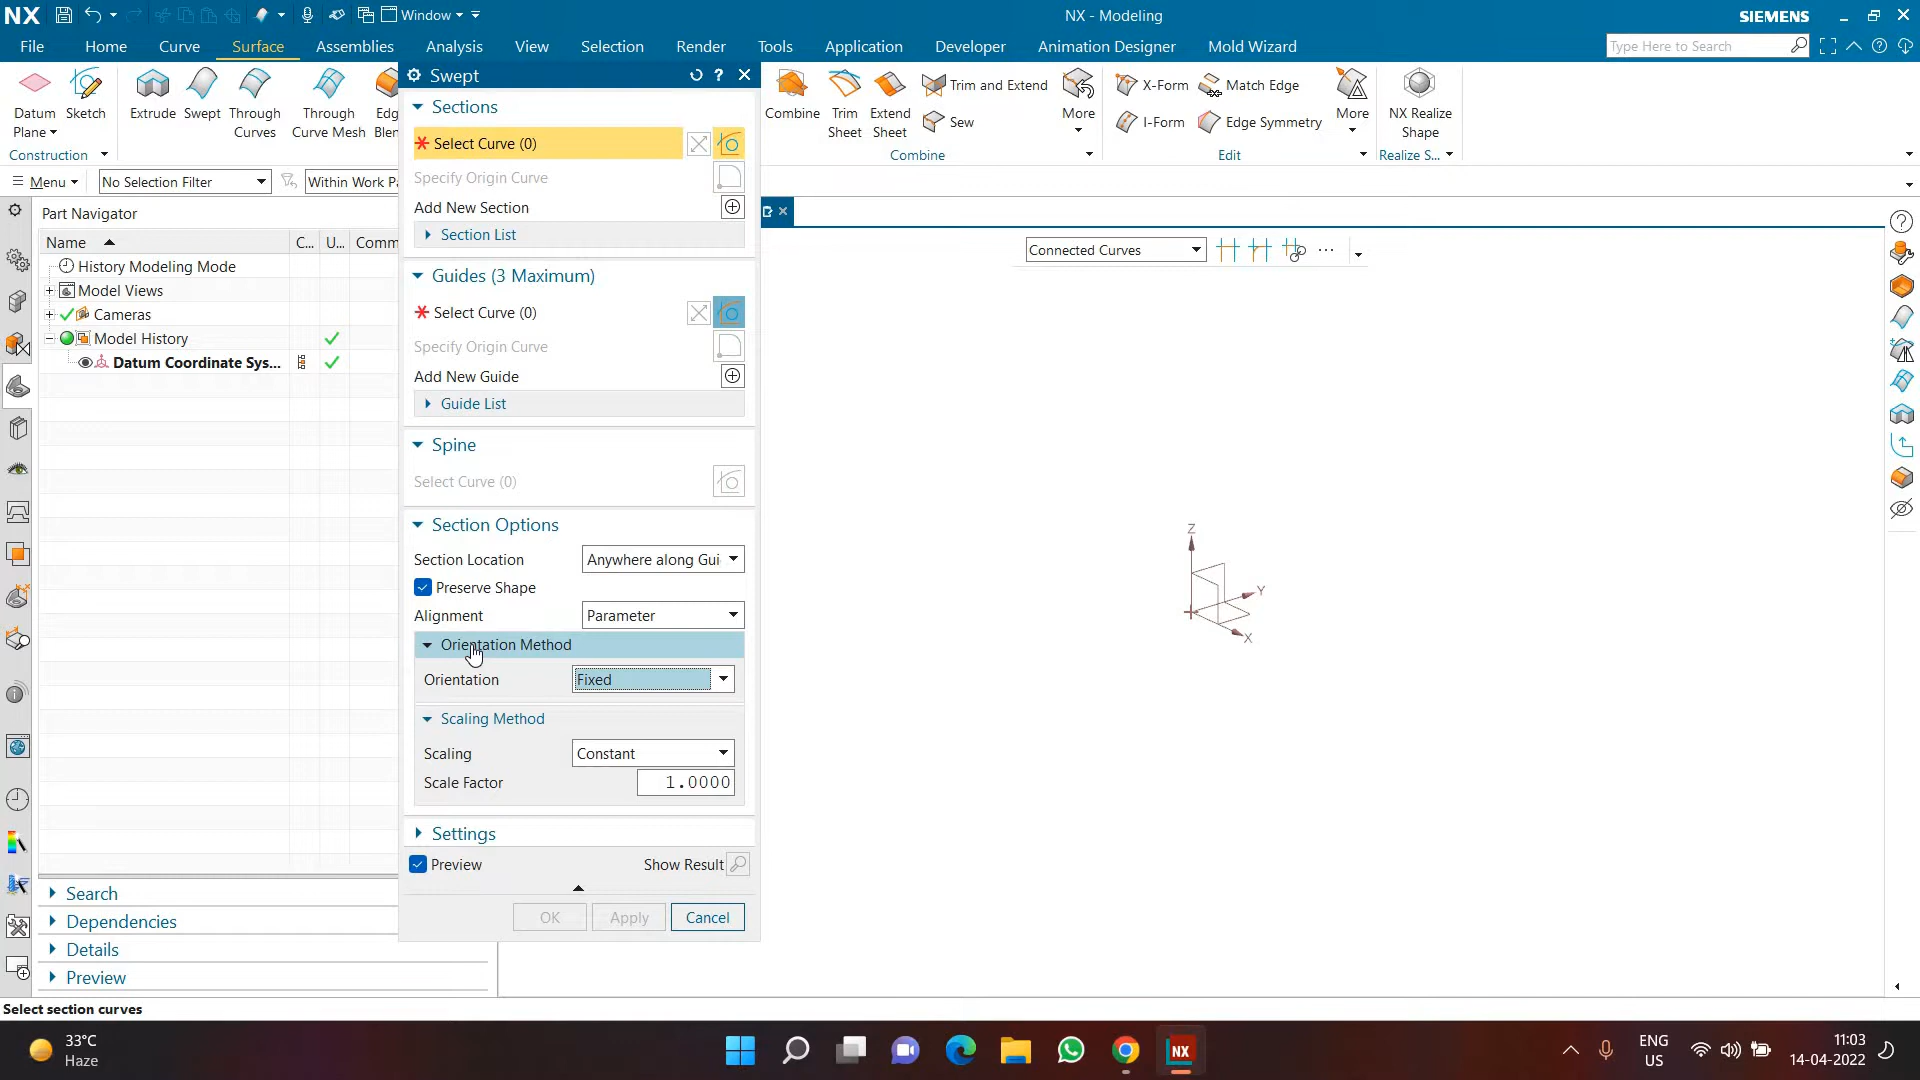 NX
Window
NX - Modeling
SIEMENS
File Home Curve Surface Assemblies Analysis View Selection Render Tools Application Developer Animation Designer Mold Wizard
Type Here to Search
Datum Plane
Sketch
Extrude
Swept
Through Curves
Through Curve Mesh
Edge Blen
Combine
Trim Sheet
Extend Sheet
Trim and Extend
Sew
More
X-Form
I-Form
Match Edge
Edge Symmetry
More
NX Realize Shape
Construction
Combine
Edit
Realize S...
Menu
No Selection Filter
Within Work Pa
Part Navigator
Name C... U... Comm
History Modeling Mode
Model Views
Cameras
Model History
Datum Coordinate Sys...
Search
Dependencies
Details
Preview
Swept
Sections
* Select Curve (0)
Specify Origin Curve
Add New Section
Section List
Guides (3 Maximum)
* Select Curve (0)
Specify Origin Curve
Add New Guide
Guide List
Spine
Select Curve (0)
Section Options
Section Location Anywhere along Gui
Preserve Shape
Alignment Parameter
Orientation Method
Orientation Fixed
Scaling Method
Scaling Constant
Scale Factor 1.0000
Settings
Preview Show Result
OK Apply Cancel
Connected Curves
Z
Y
X
Select section curves
33°C
Haze
NX
ENG
US
11:03
14-04-2022